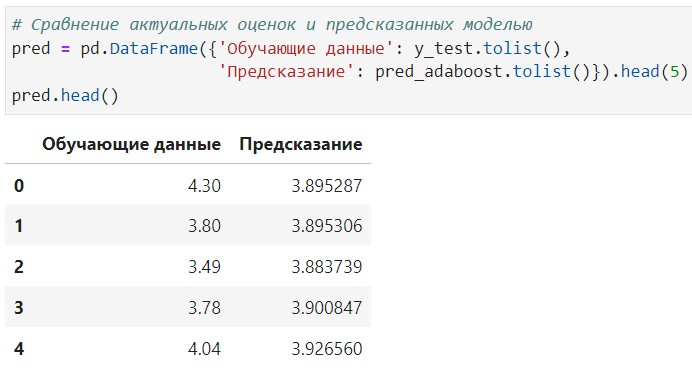 # Сравнение актуальных оценок и предсказанных моделью
pred = pd.DataFrame({'Обучающие данные': y_test.tolist(),
'Предсказание': pred_adaboost.tolist()}).head(5)
pred.head()
Обучающие данные Предсказание
0 4.30 3.895287
1 3.80 3.895306
2 3.49 3.883739
3 3.78 3.900847
4 4.04 3.926560